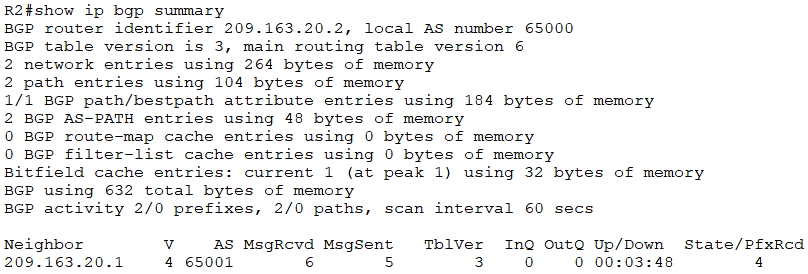 R2#show ip bgp summary
BGP router identifier 209.163.20.2, local AS number 65000
BGP table version is 3, main routing table version 6
2 network entries using 264 bytes of memory
2 path entries using 104 bytes of memory
1/1 BGP path/bestpath attribute entries using 184 bytes of memory
2 BGP AS-PATH entries using 48 bytes of memory
0 BGP route-map cache entries using 0 bytes of memory
0 BGP filter-list cache entries using 0 bytes of memory
Bitfield cache entries: current 1 (at peak 1) using 32 bytes of memory
BGP using 632 total bytes of memory
BGP activity 2/0 prefixes, 2/0 paths, scan interval 60 secs
Neighbor V AS MsgRcvd MsgSent TblVer InQ OutQ Up/Down State/PfxRcd
209.163.20.1 4 65001 6 5 3 0 0 00:03:48 4